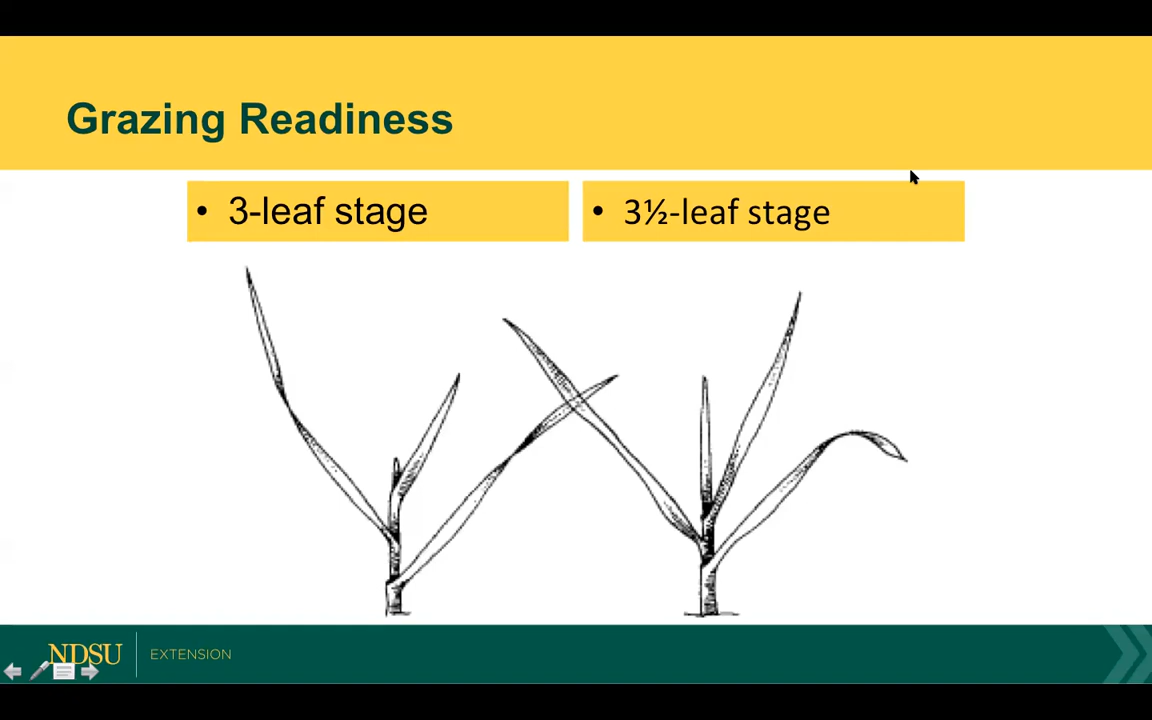 Grazing Readiness
• 3-leaf stage
• 3½-leaf stage
NDSU
EXTENSION